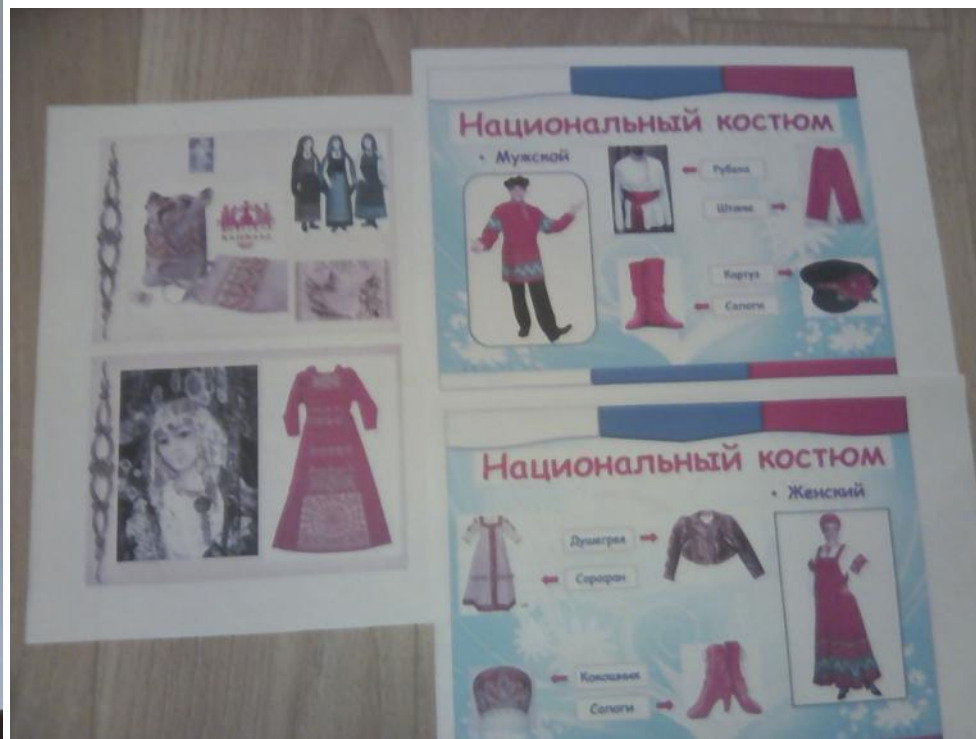 Национальный костюм
• Мужской
Рубаха
Штаны
Картуз
Сапоги
Национальный костюм
• Женский
Душегрея
Сарафан
Кокошник
Сапоги